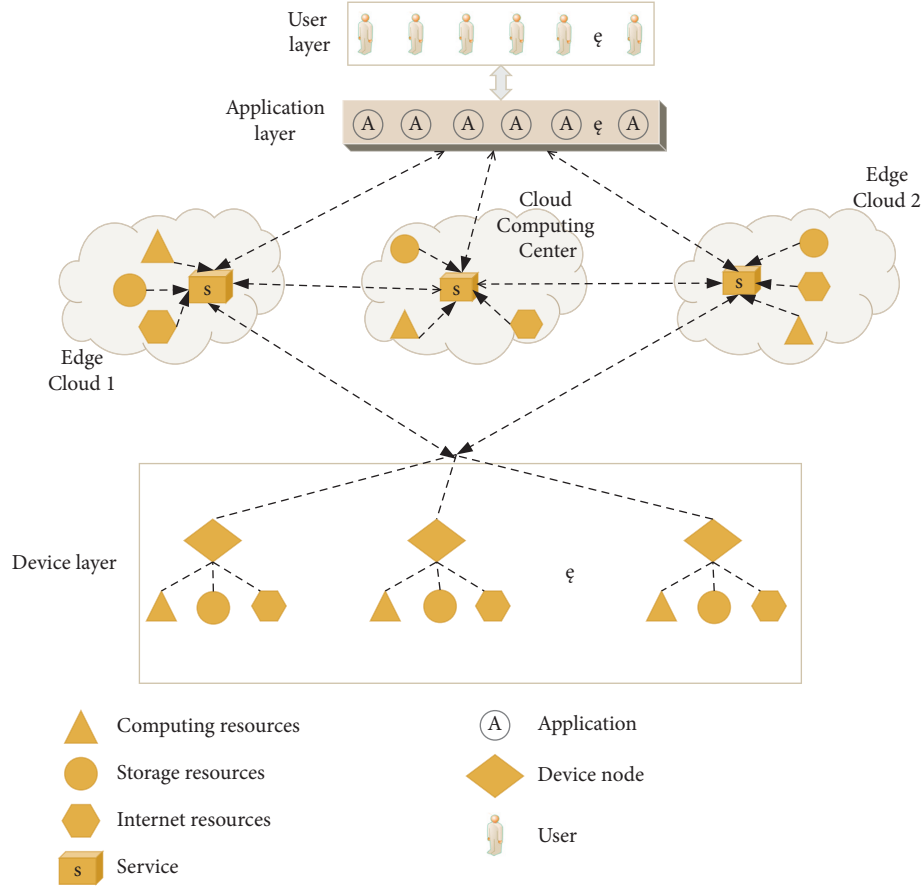 User
layer
ę
Application
layer
A A A A A ę A
Edge
Cloud 2
Cloud
Computing
Center
s
s
s
Edge
Cloud 1
Device layer
ę
Computing resources
A Application
Storage resources
Device node
Internet resources
User
s Service